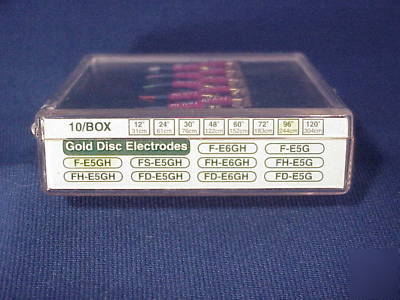 10/BOX 12" 24" 30" 48" 60" 72" 96" 120"
31cm 61cm 76cm 122cm 152cm 183cm 244cm 304cm
Gold Disc Electrodes F-E6GH F-E5G
F-E5GH FS-E5GH FH-E6GH FH-E5G
FH-E5GH FD-E5GH FD-E6GH FD-E5G